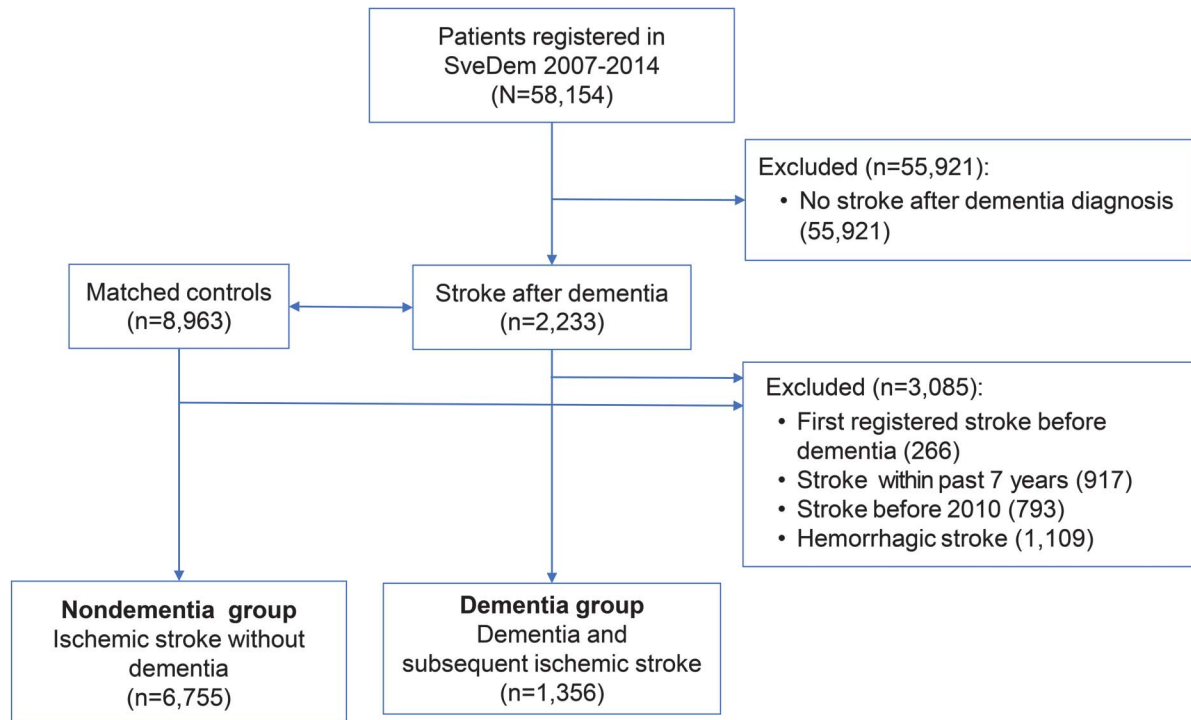 Patients registered in
SveDem 2007-2014
(N=58,154)
Excluded (n=55,921):
• No stroke after dementia diagnosis
(55,921)
Matched controls
(n=8,963)
Stroke after dementia
(n=2,233)
Excluded (n=3,085):
• First registered stroke before
dementia (266)
• Stroke within past 7 years (917)
• Stroke before 2010 (793)
• Hemorrhagic stroke (1,109)
Nondementia group
Ischemic stroke without
dementia
(n=6,755)
Dementia group
Dementia and
subsequent ischemic stroke
(n=1,356)